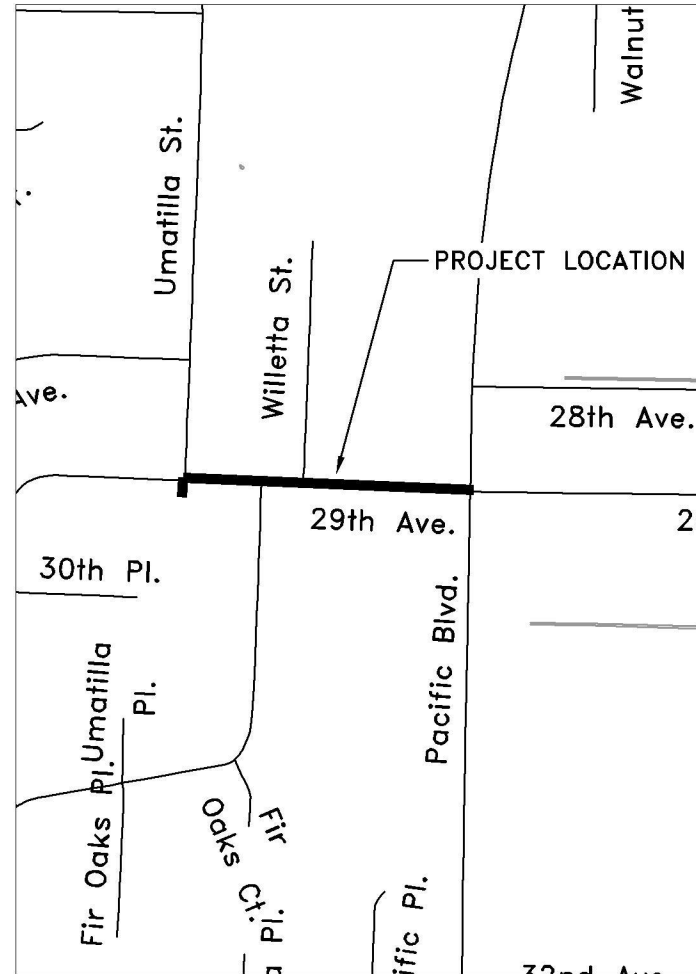 Walnut
Umatilla St.
PROJECT LOCATION
Willetta St.
Ave.
28th Ave.
29th Ave.
2
30th Pl.
Pacific Blvd.
Umatilla
Pl.
Fir Oaks Pl.
Fir
Oaks Ct.
a Pl.
ific Pl.
32nd Ave